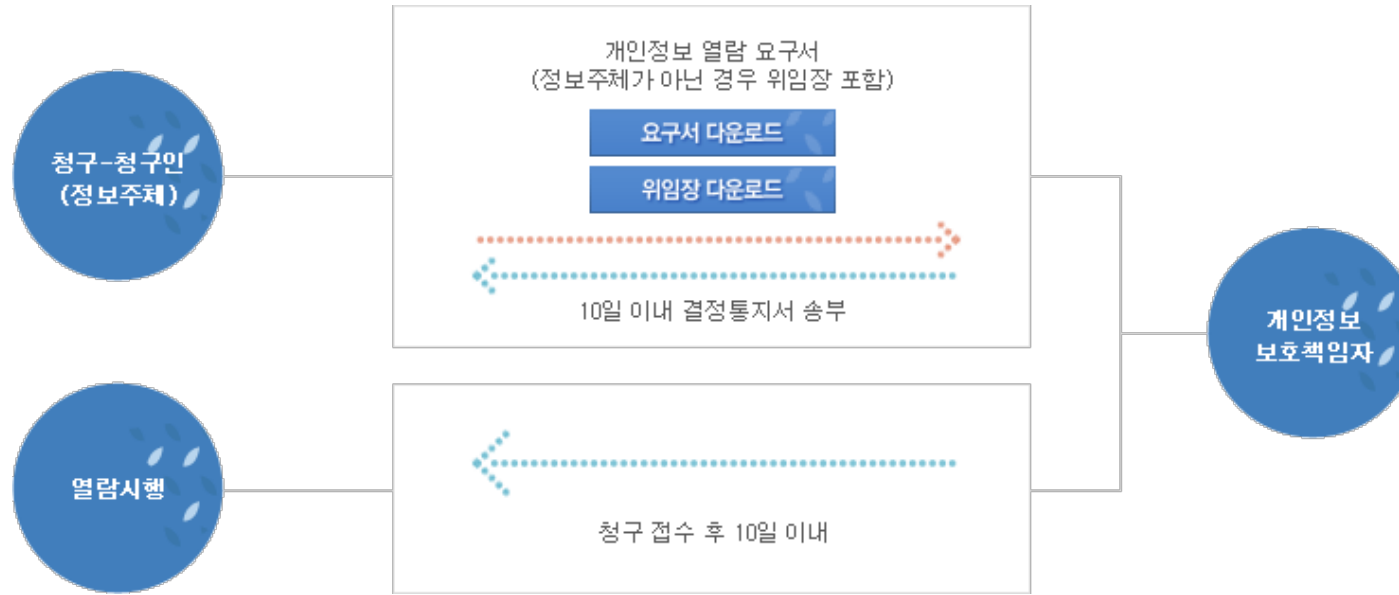 개인정보 열람 요구서
(정보주체가 아닌 경우 위임장 포함)
요구서 다운로드
위임장 다운로드
10일 이내 결정통지서 송부
청구-청구인
(정보주체)
개인정보
보호책임자
열람시행
청구 접수 후 10일 이내